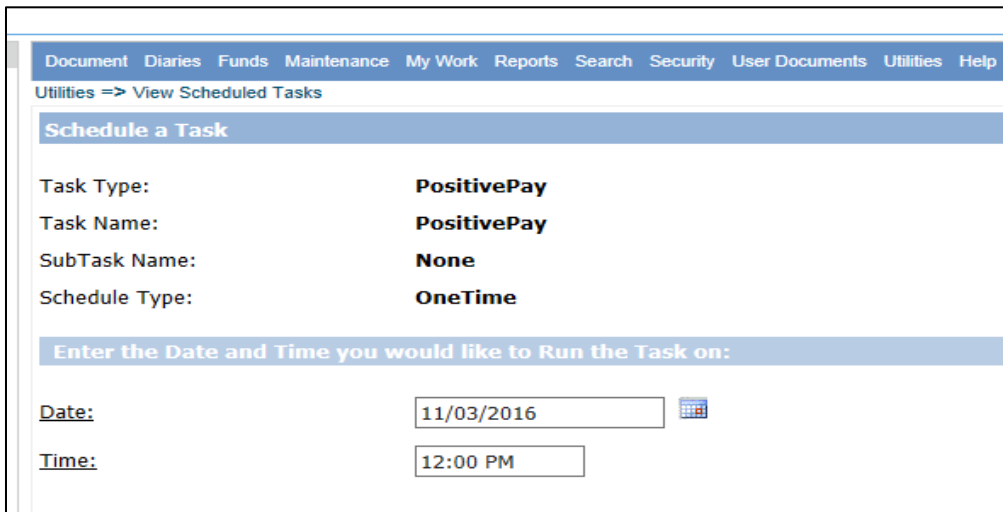 Document Diaries Funds Maintenance My Work Reports Search Security User Documents Utilities Help
Utilities => View Scheduled Tasks
Schedule a Task
Task Type: PositivePay
Task Name: PositivePay
SubTask Name: None
Schedule Type: OneTime
Enter the Date and Time you would like to Run the Task on:
Date: 11/03/2016
Time: 12:00 PM